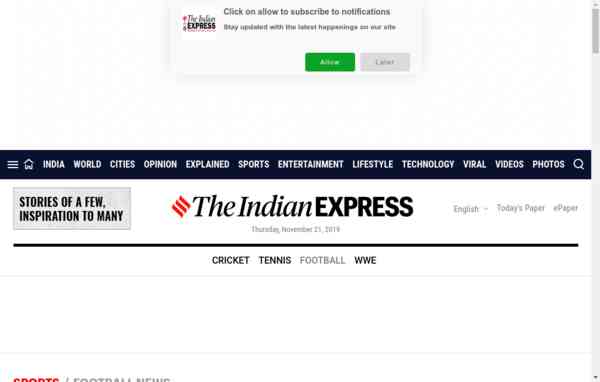 Click on allow to subscribe to notifications
The Indian
EXPRESS
Stay updated with the latest happenings on our site
Allow Later
INDIA WORLD CITIES OPINION EXPLAINED SPORTS ENTERTAINMENT LIFESTYLE TECHNOLOGY VIRAL VIDEOS PHOTOS
STORIES OF A FEW,
INSPIRATION TO MANY
The Indian EXPRESS
English Today's Paper ePaper
Thursday, November 21, 2019
CRICKET TENNIS FOOTBALL WWE
SPORTS / FOOTBALL NEWS